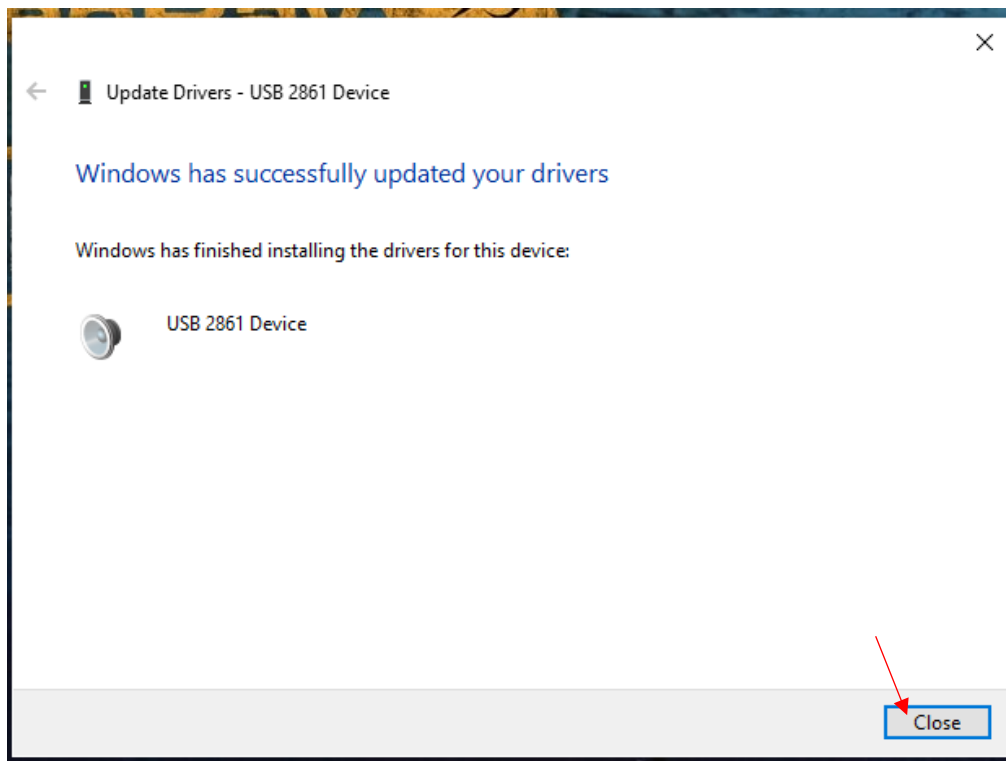 Update Drivers - USB 2861 Device
Windows has successfully updated your drivers
Windows has finished installing the drivers for this device:
USB 2861 Device
Close